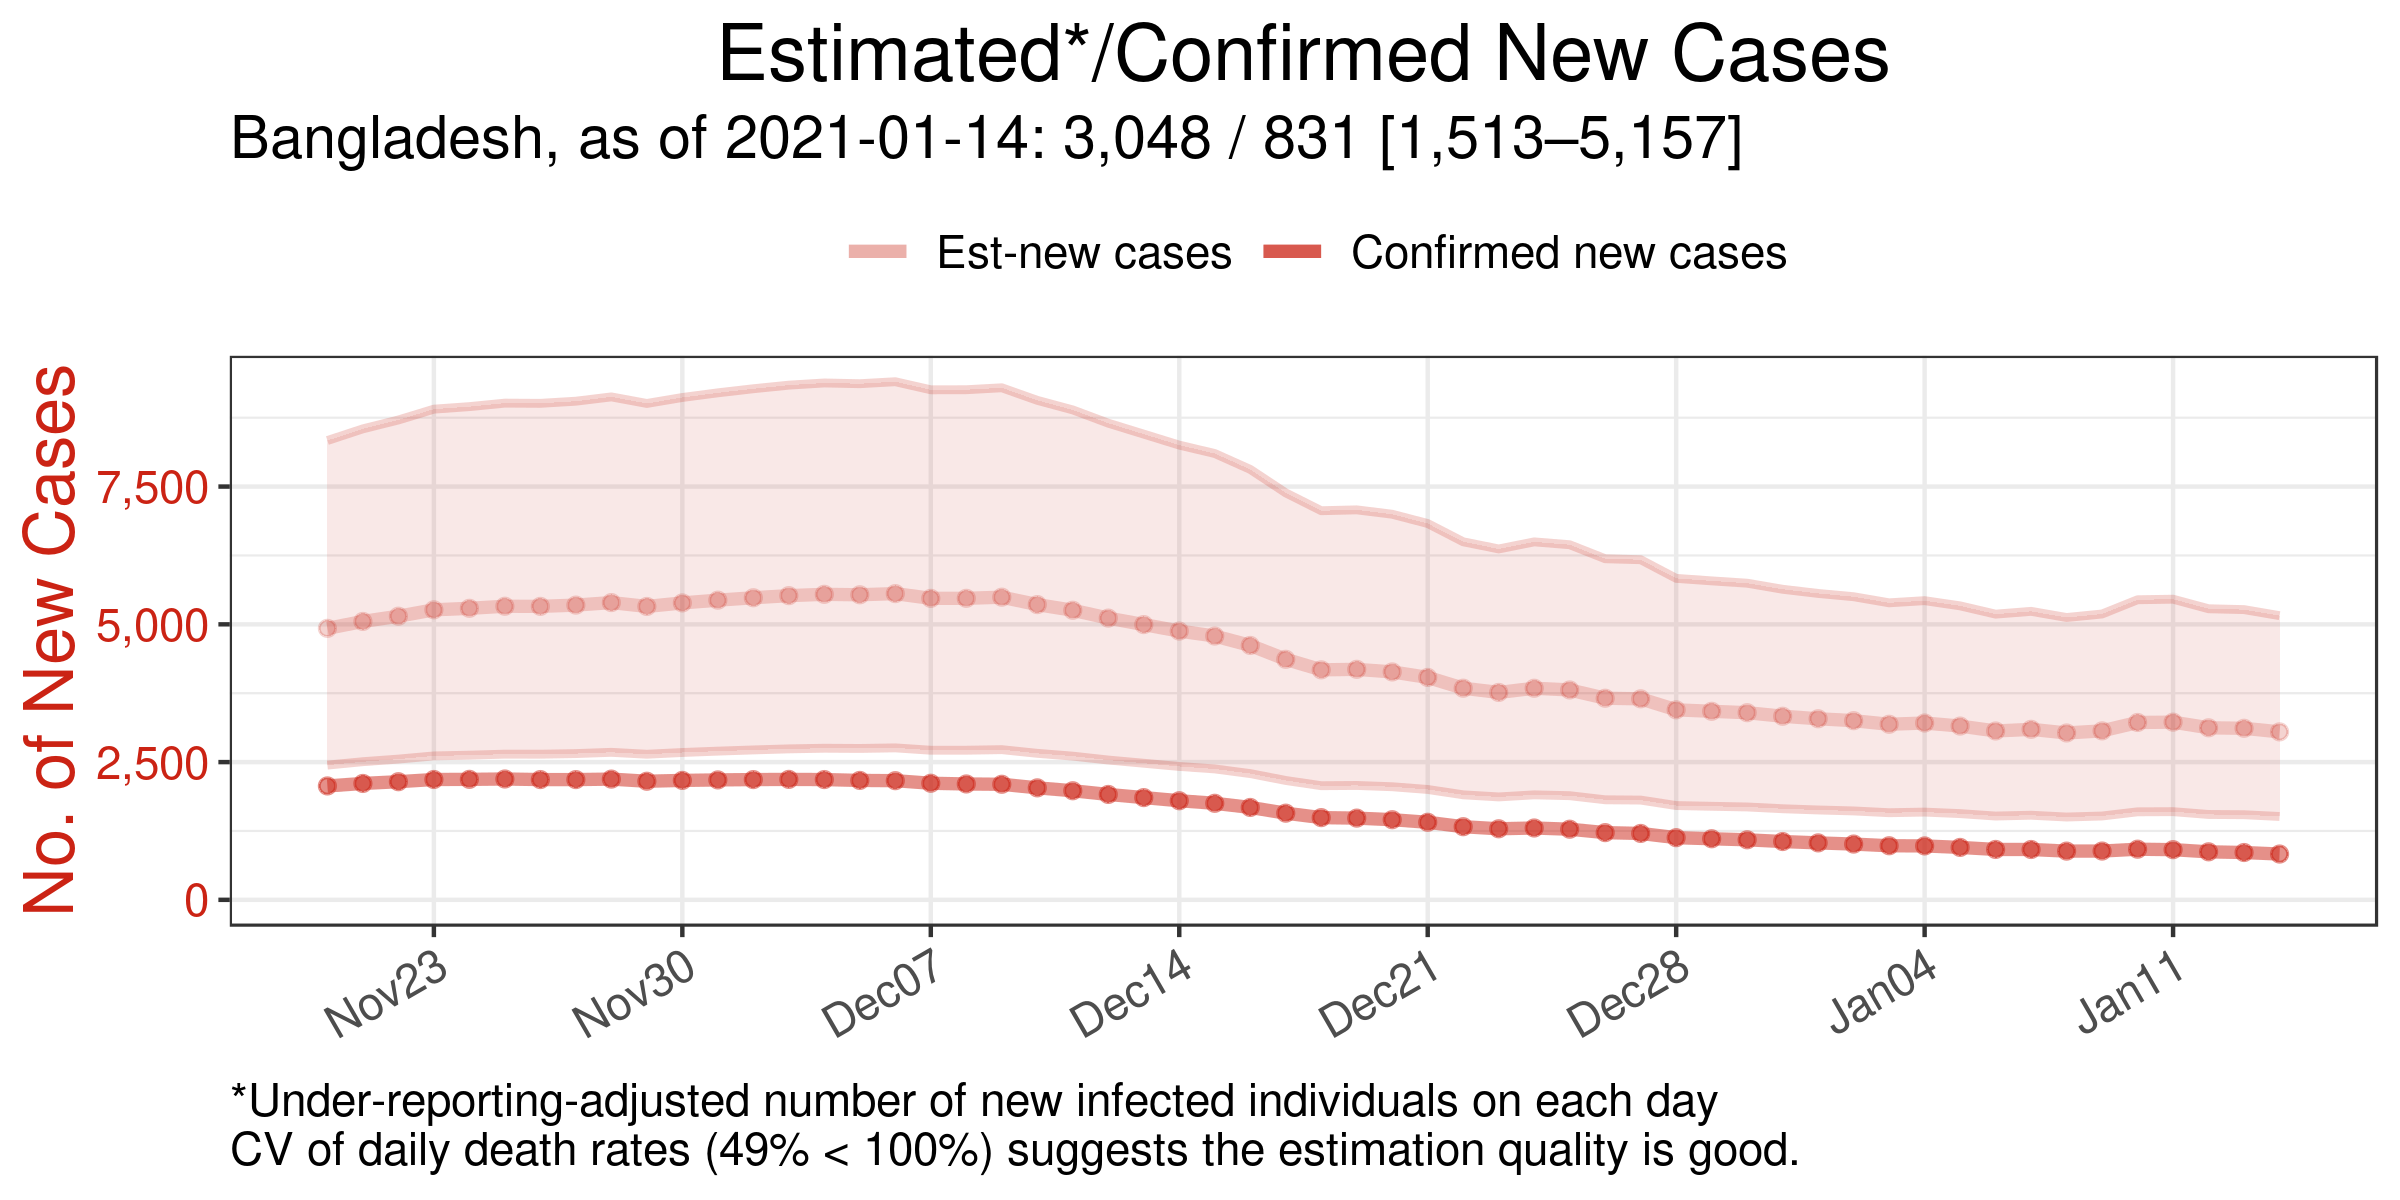 Estimated*/Confirmed New Cases
Bangladesh, as of 2021-01-14: 3,048 / 831 [1,513–5,157]
Est-new cases Confirmed new cases
No. of New Cases
7,500
5,000
2,500
0
Nov23 Nov30 Dec07 Dec14 Dec21 Dec28 Jan04 Jan11
*Under-reporting-adjusted number of new infected individuals on each day
CV of daily death rates (49% < 100%) suggests the estimation quality is good.